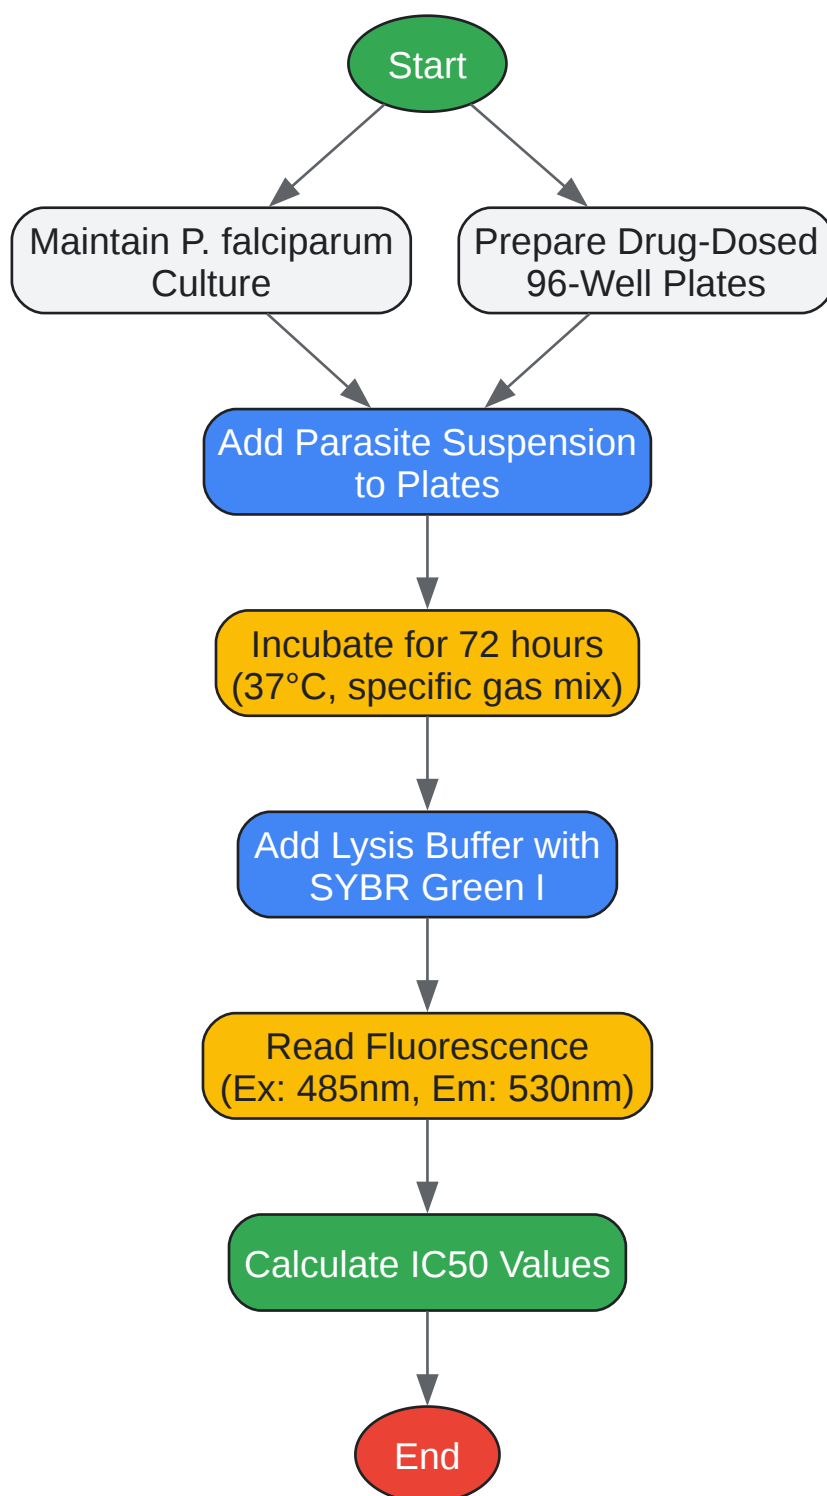 Start
Maintain P. falciparum
Culture
Prepare Drug-Dosed
96-Well Plates
Add Parasite Suspension
to Plates
Incubate for 72 hours
(37°C, specific gas mix)
Add Lysis Buffer with
SYBR Green I
Read Fluorescence
(Ex: 485nm, Em: 530nm)
Calculate IC50 Values
End